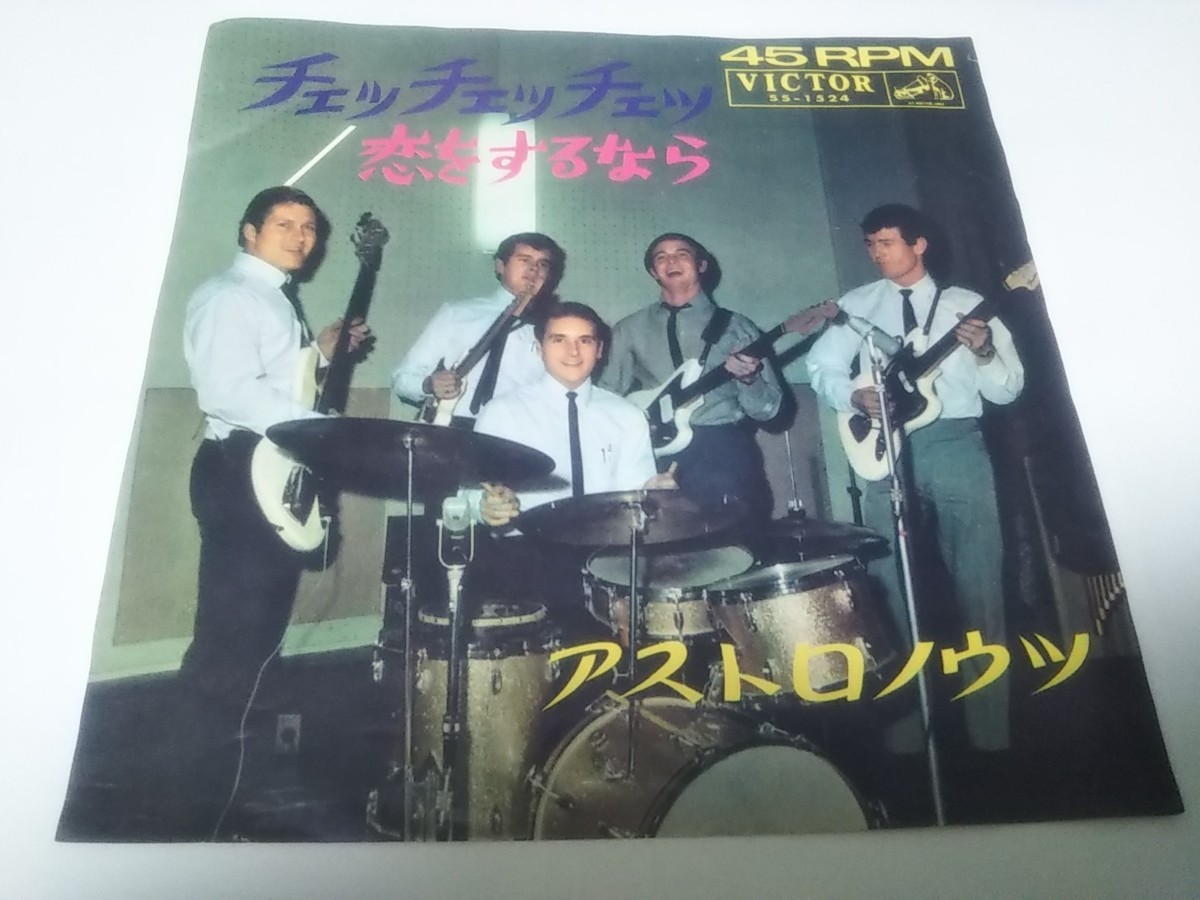 チェッチェッチェッ
恋をするなら
45 RPM
VICTOR
SS-1524
アストロノウツ